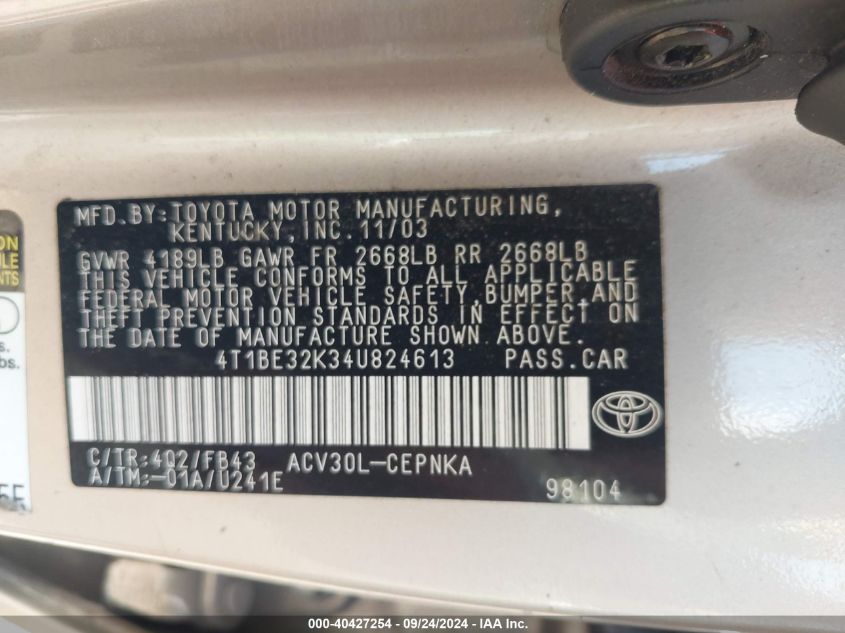 MFD. BY: TOYOTA MOTOR MANUFACTURING,
KENTUCKY, INC. 11/03
GVWR 4189LB GAWR FR 2668LB RR 2668LB
THIS VEHICLE CONFORMS TO ALL APPLICABLE
FEDERAL MOTOR VEHICLE SAFETY, BUMPER, AND
THEFT PREVENTION STANDARDS IN EFFECT ON
THE DATE OF MANUFACTURE SHOWN ABOVE.
4T1BE32K34U824613 PASS. CAR
C/TR: 4Q2/FB43 ACV30L-CEPNKA
A/TM: -01A/U241E
98104
000-40427254 - 09/24/2024 - © IAA Inc.